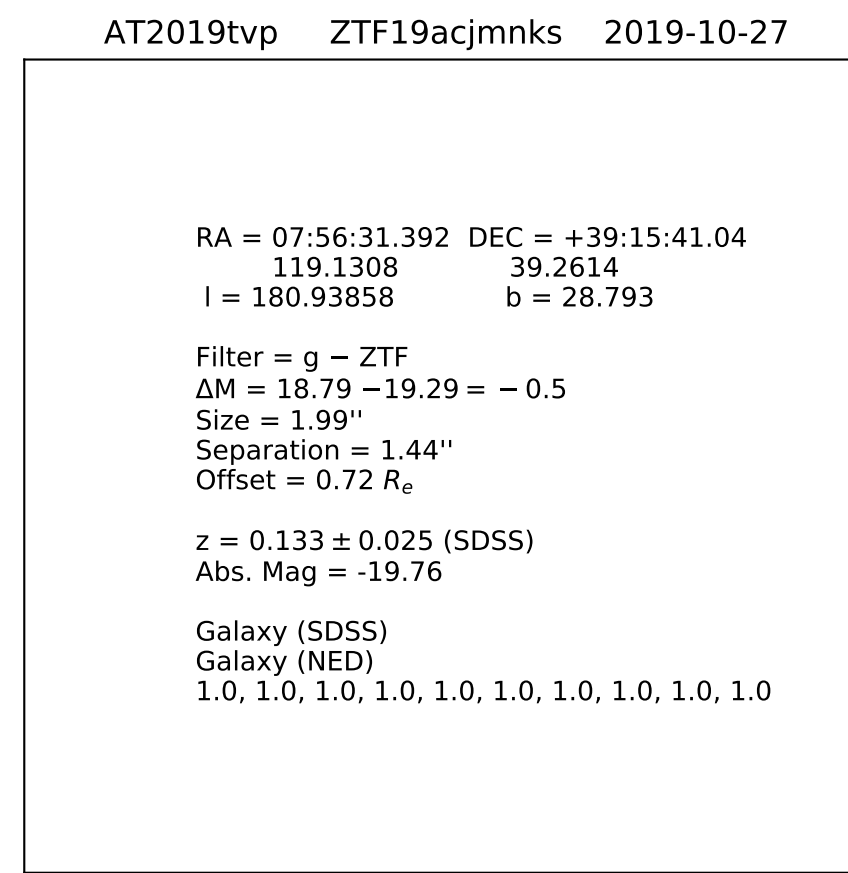 AT2019tvp ZTF19acjmnks 2019-10-27
RA = 07:56:31.392 DEC = +39:15:41.04
119.1308 39.2614
l = 180.93858 b = 28.793
Filter = g − ZTF
ΔM = 18.79 −19.29 = − 0.5
Size = 1.99''
Separation = 1.44''
Offset = 0.72 Re
z = 0.133 ± 0.025 (SDSS)
Abs. Mag = -19.76
Galaxy (SDSS)
Galaxy (NED)
1.0, 1.0, 1.0, 1.0, 1.0, 1.0, 1.0, 1.0, 1.0, 1.0